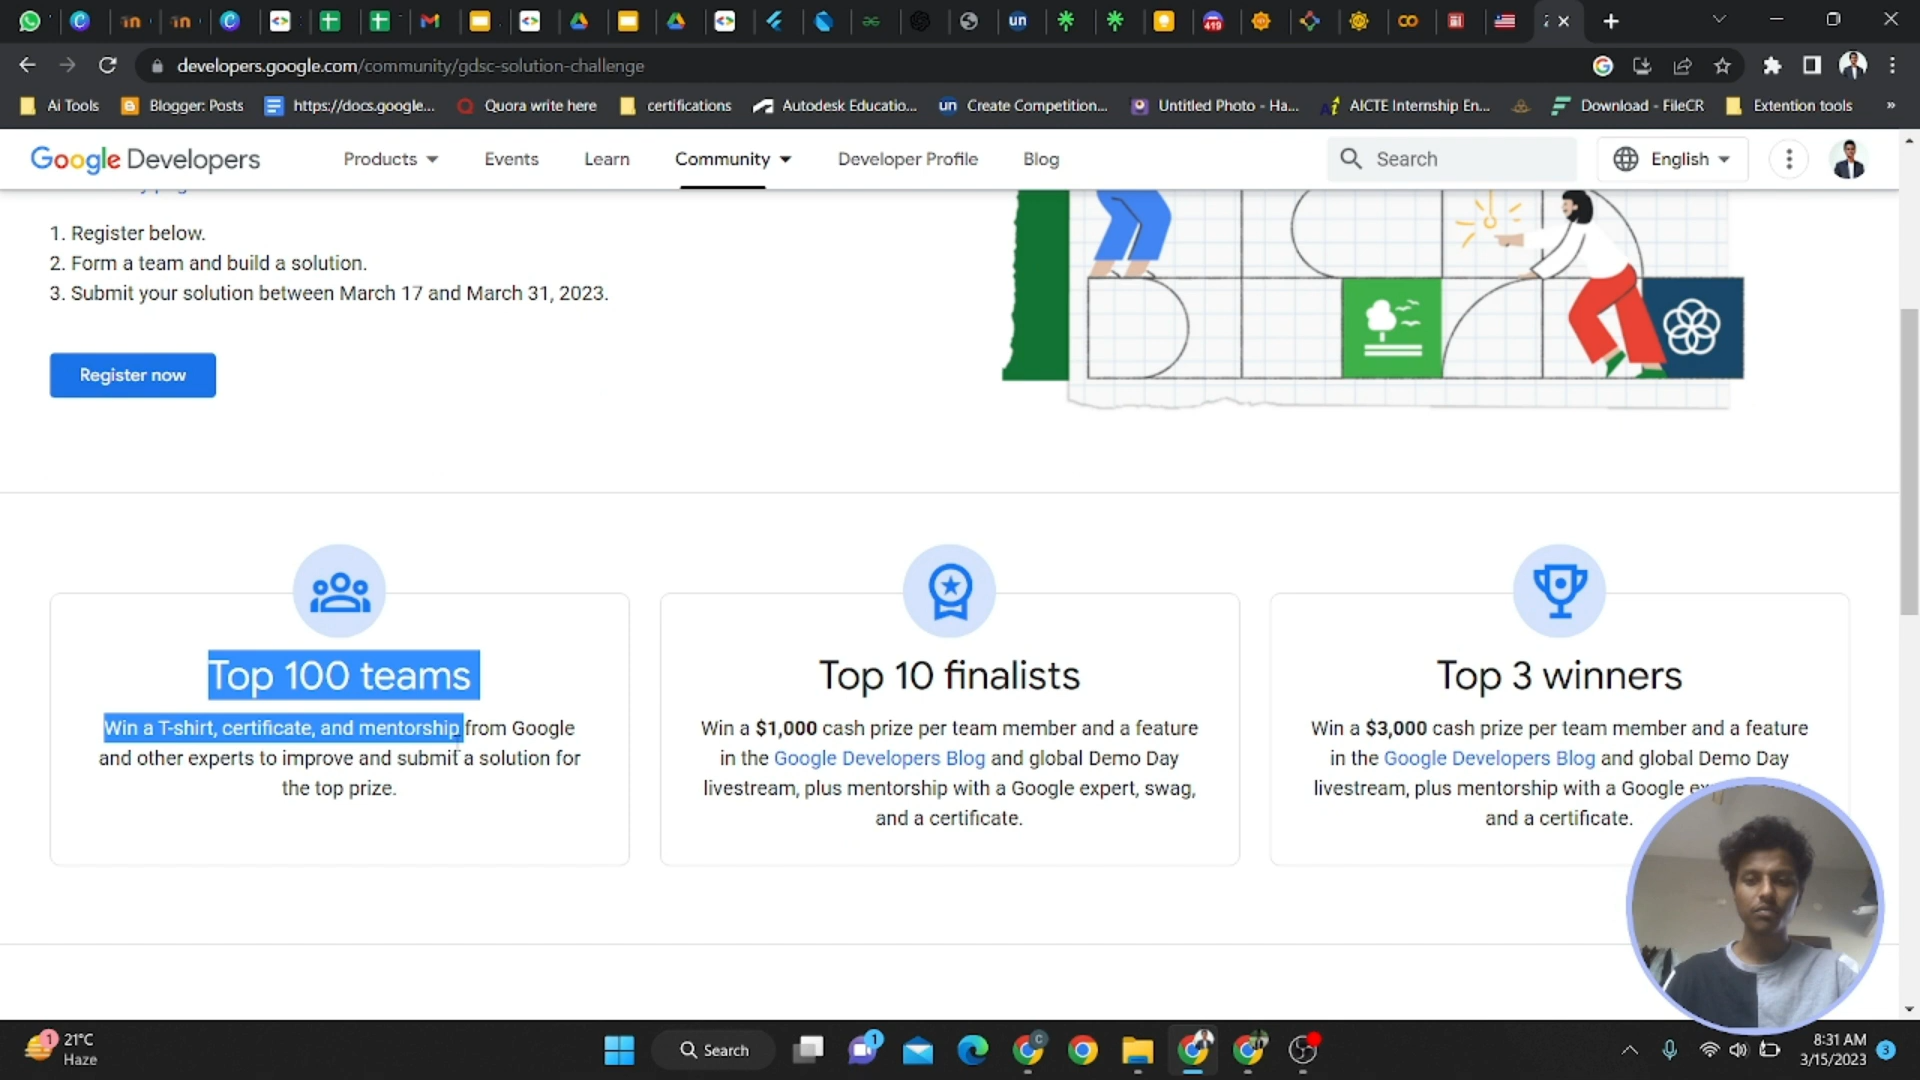 developers.google.com/community/gdsc-solution-challenge
Ai Tools
Blogger: Posts
https://docs.google...
Quora write here
certifications
Autodesk Educatio...
Create Competition...
Untitled Photo - Ha...
AICTE Internship En...
Download - FileCR
Extention tools
»
Google Developers
Products
Events
Learn
Community
Developer Profile
Blog
Search
English
1. Register below.
2. Form a team and build a solution.
3. Submit your solution between March 17 and March 31, 2023.
Register now
Top 100 teams
Win a T-shirt, certificate, and mentorship from Google
and other experts to improve and submit a solution for
the top prize.
Top 10 finalists
Win a $1,000 cash prize per team member and a feature
in the Google Developers Blog and global Demo Day
livestream, plus mentorship with a Google expert, swag,
and a certificate.
Top 3 winners
Win a $3,000 cash prize per team member and a feature
in the Google Developers Blog and global Demo Day
livestream, plus mentorship with a Google
and a certificate.
1
21°C
Haze
Search
1
8:31 AM
3/15/2023
3